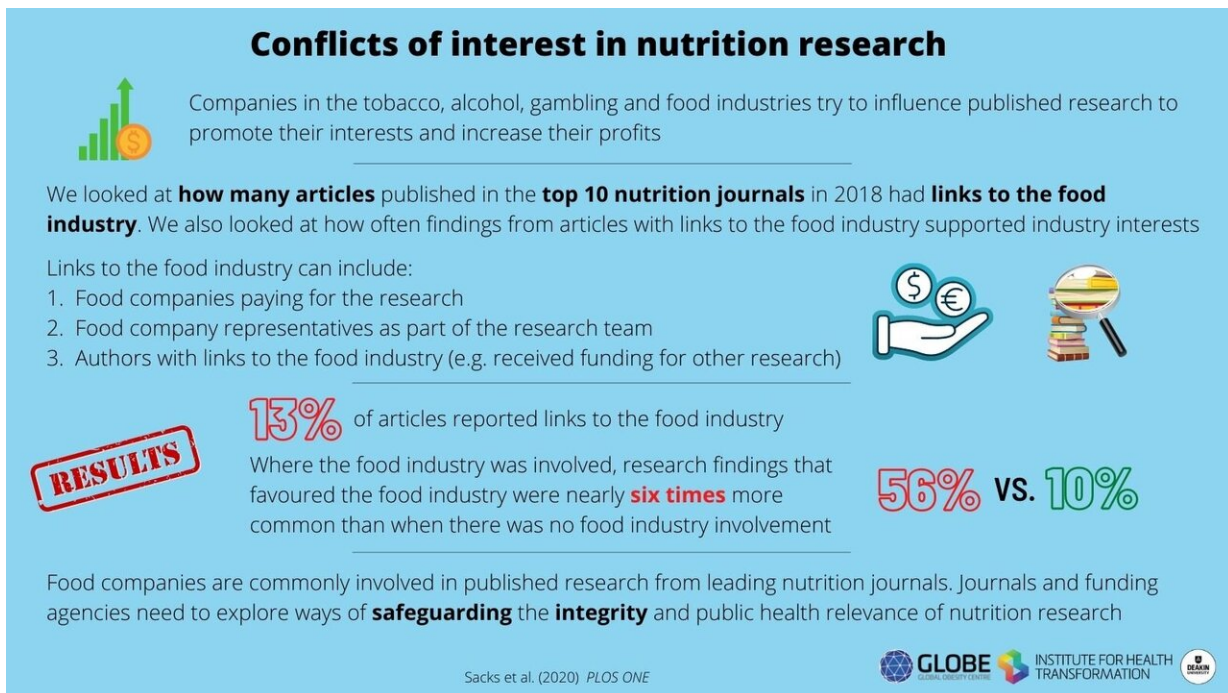 Conflicts of interest in nutrition research
Companies in the tobacco, alcohol, gambling and food industries try to influence published research to
promote their interests and increase their profits
We looked at how many articles published in the top 10 nutrition journals in 2018 had links to the food
industry. We also looked at how often findings from articles with links to the food industry supported industry interests
Links to the food industry can include:
1. Food companies paying for the research
2. Food company representatives as part of the research team
3. Authors with links to the food industry (e.g. received funding for other research)
$ €
RESULTS
13% of articles reported links to the food industry
Where the food industry was involved, research findings that
favoured the food industry were nearly six times more
common than when there was no food industry involvement
56% VS. 10%
Food companies are commonly involved in published research from leading nutrition journals. Journals and funding
agencies need to explore ways of safeguarding the integrity and public health relevance of nutrition research
Sacks et al. (2020) PLOS ONE
GLOBE
GLOBAL OBESITY CENTRE
INSTITUTE FOR HEALTH
TRANSFORMATION
DEAKIN
UNIVERSITY